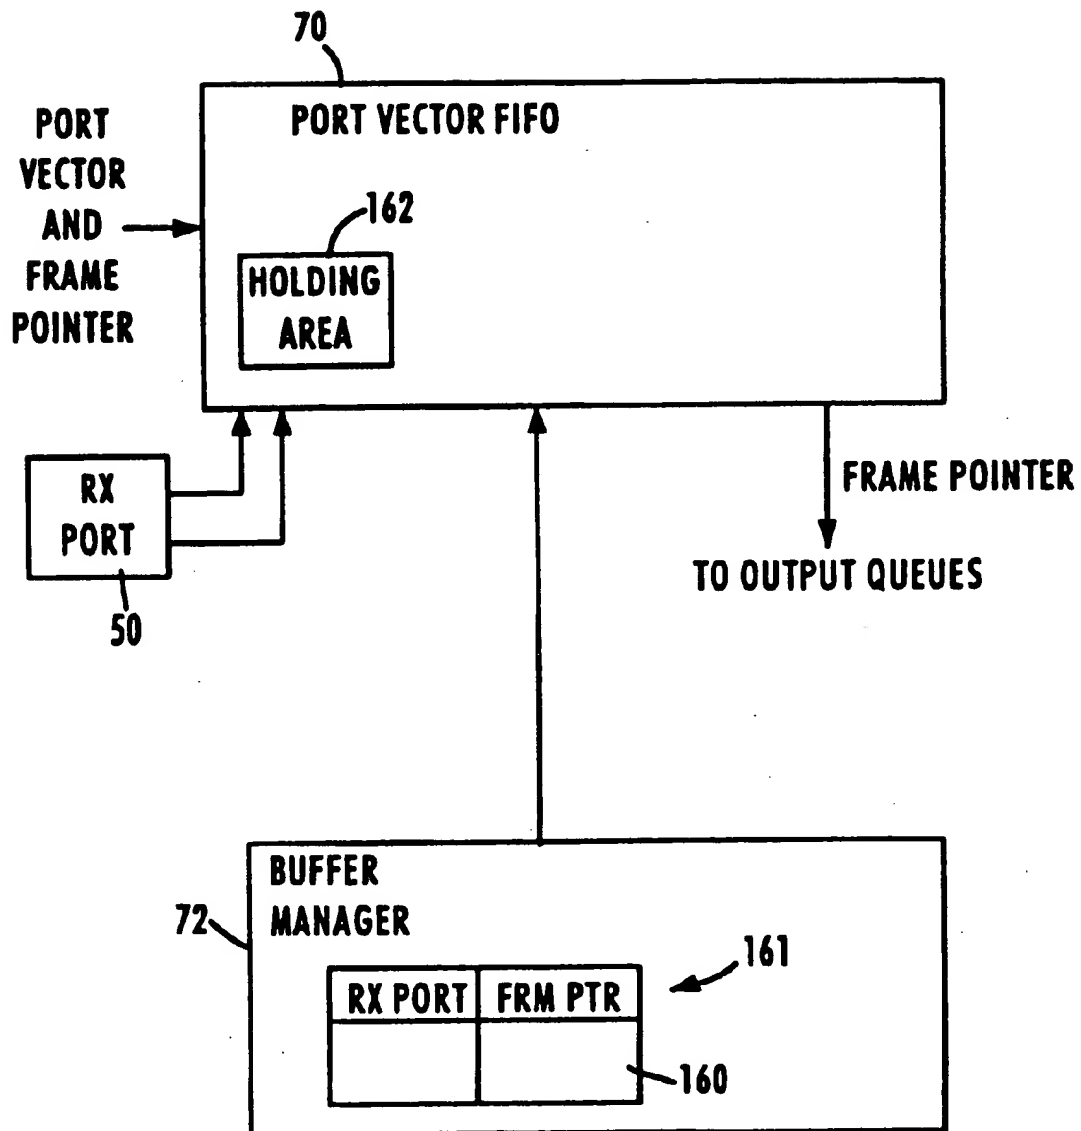 70
PORT
VECTOR
AND
FRAME
POINTER
PORT VECTOR FIFO
162
HOLDING
AREA
RX
PORT
50
FRAME POINTER
TO OUTPUT QUEUES
BUFFER
MANAGER
72
161
RX PORT FRM PTR
160